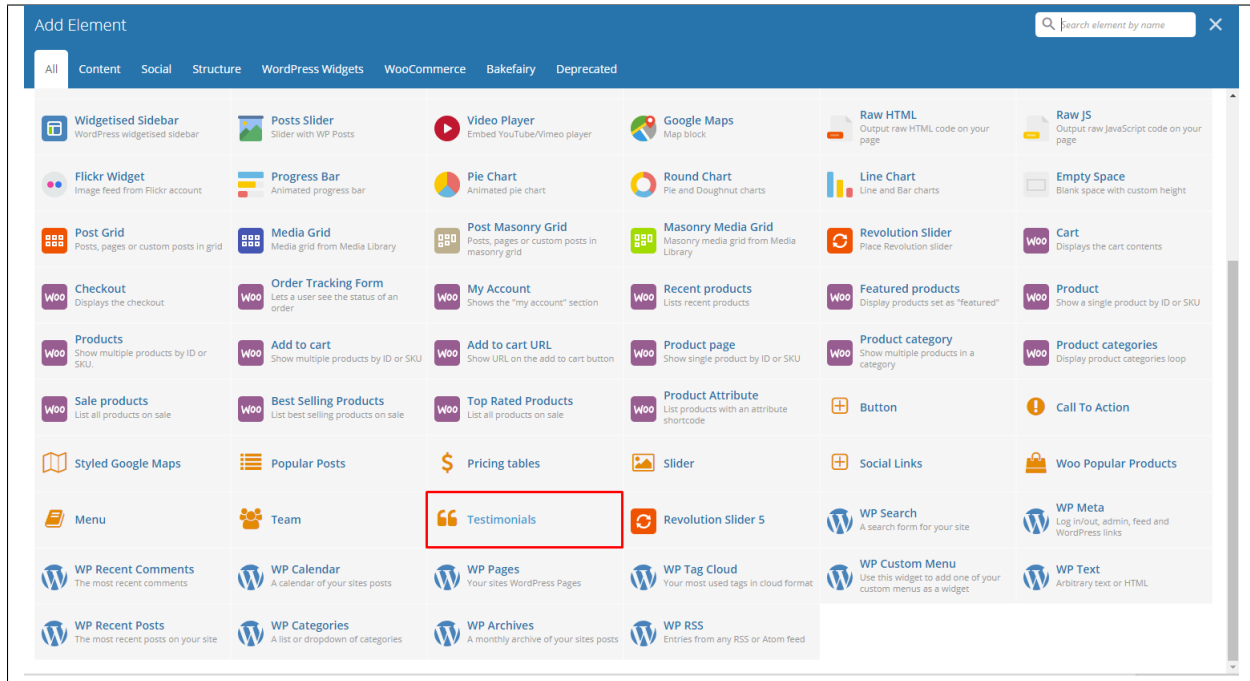 Add Element
Search element by name
All Content Social Structure WordPress Widgets WooCommerce Bakefairy Deprecated
Widgetised Sidebar
WordPress widgetised sidebar
Posts Slider
Slider with WP Posts
Video Player
Embed YouTube/Vimeo player
Google Maps
Map block
Raw HTML
Output raw HTML code on your
page
Raw JS
Output raw JavaScript code on your
page
Flickr Widget
Image feed from Flickr account
Progress Bar
Animated progress bar
Pie Chart
Animated pie chart
Round Chart
Pie and Doughnut charts
Line Chart
Line and Bar charts
Empty Space
Blank space with custom height
Post Grid
Posts, pages or custom posts in grid
Media Grid
Media grid from Media Library
Post Masonry Grid
Posts, pages or custom posts in
masonry grid
Masonry Media Grid
Masonry media grid from Media
Library
Revolution Slider
Place Revolution slider
Woo
Cart
Displays the cart contents
Woo
Checkout
Displays the checkout
Woo
Order Tracking Form
Lets a user see the status of an
order
Woo
My Account
Shows the "my account" section
Woo
Recent products
Lists recent products
Woo
Featured products
Display products set as "featured"
Woo
Product
Show a single product by ID or SKU
Woo
Products
Show multiple products by ID or
SKU.
Woo
Add to cart
Show multiple products by ID or SKU
Woo
Add to cart URL
Show URL on the add to cart button
Woo
Product page
Show single product by ID or SKU
Woo
Product category
Show multiple products in a
category
Woo
Product categories
Display product categories loop
Woo
Sale products
List all products on sale
Woo
Best Selling Products
List best selling products on sale
Woo
Top Rated Products
List all products on sale
Woo
Product Attribute
List products with an attribute
shortcode
Button
Call To Action
Styled Google Maps
Popular Posts
Pricing tables
Slider
Social Links
Woo Popular Products
Menu
Team
Testimonials
Revolution Slider 5
WP Search
A search form for your site
WP Meta
Log in/out, admin, feed and
WordPress links
WP Recent Comments
The most recent comments
WP Calendar
A calendar of your sites posts
WP Pages
Your sites WordPress Pages
WP Tag Cloud
Your most used tags in cloud format
WP Custom Menu
Use this widget to add one of your
custom menus as a widget
WP Text
Arbitrary text or HTML
WP Recent Posts
The most recent posts on your site
WP Categories
A list or dropdown of categories
WP Archives
A monthly archive of your sites posts
WP RSS
Entries from any RSS or Atom feed